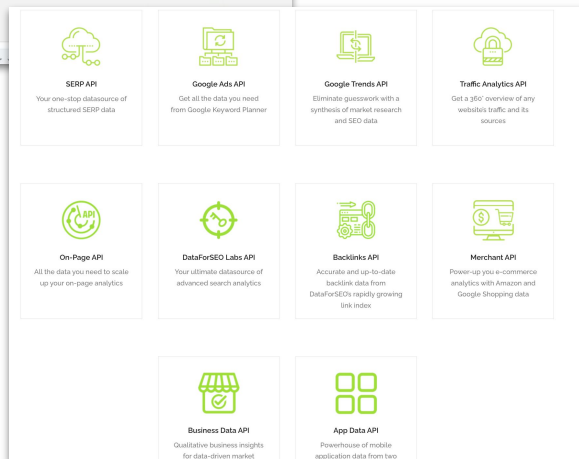 SERP API
Your one-stop datasource of
structured SERP data
Google Ads API
Get all the data you need
from Google Keyword Planner
Google Trends API
Eliminate guesswork with a
synthesis of market research
and SEO data
Traffic Analytics API
Get a 360° overview of any
website's traffic and its
sources
API
On-Page API
All the data you need to scale
up your on-page analytics
DataForSEO Labs API
Your ultimate datasource of
advanced search analytics
Backlinks API
Accurate and up-to-date
backlink data from
DataForSEO's rapidly growing
link index
Merchant API
Power-up you e-commerce
analytics with Amazon and
Google Shopping data
Business Data API
Qualitative business insights
for data-driven market
App Data API
Powerhouse of mobile
application data from two